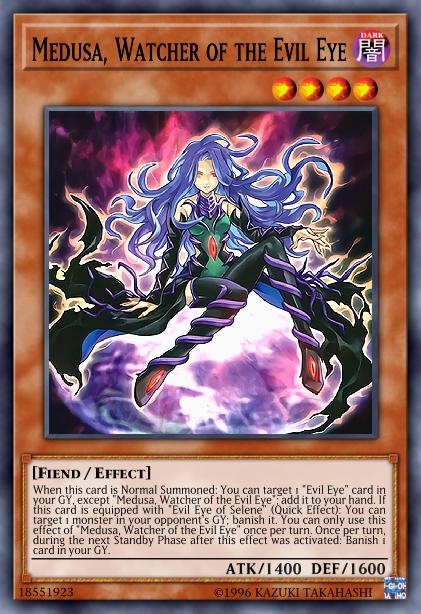 MEDUSA, WATCHER OF THE EVIL EYE
DARK
闇
[FIEND / EFFECT]
When this card is Normal Summoned: You can target 1 "Evil Eye" card in
your GY, except "Medusa, Watcher of the Evil Eye"; add it to your hand. If
this card is equipped with "Evil Eye of Selene" (Quick Effect): You can
target 1 monster in your opponent's GY; banish it. You can only use this
effect of "Medusa, Watcher of the Evil Eye" once per turn. Once per turn,
during the next Standby Phase after this effect was activated: Banish 1
card in your GY.
ATK/1400 DEF/1600
18551923
©1996 KAZUKI TAKAHASHI